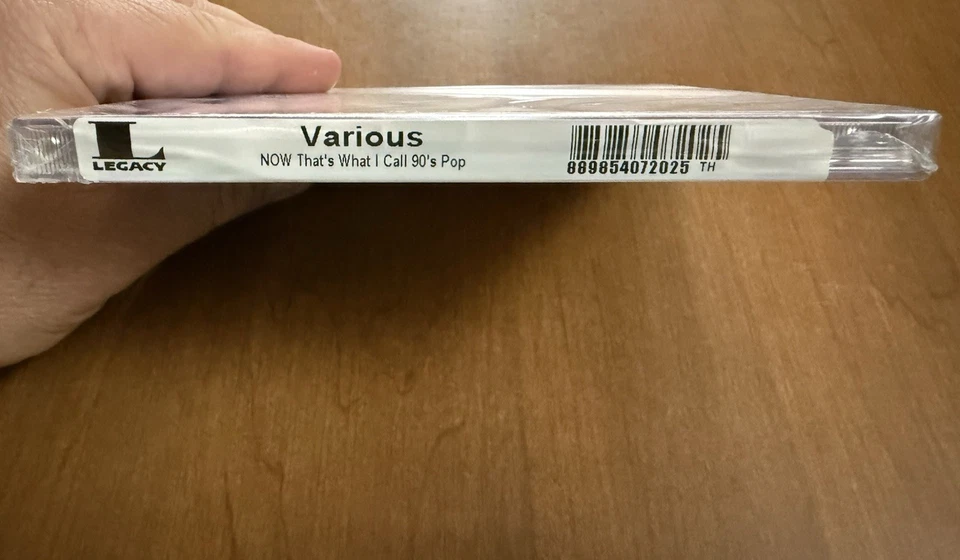 L
LEGACY
Various
NOW That's What I Call 90's Pop
889854072025 TH